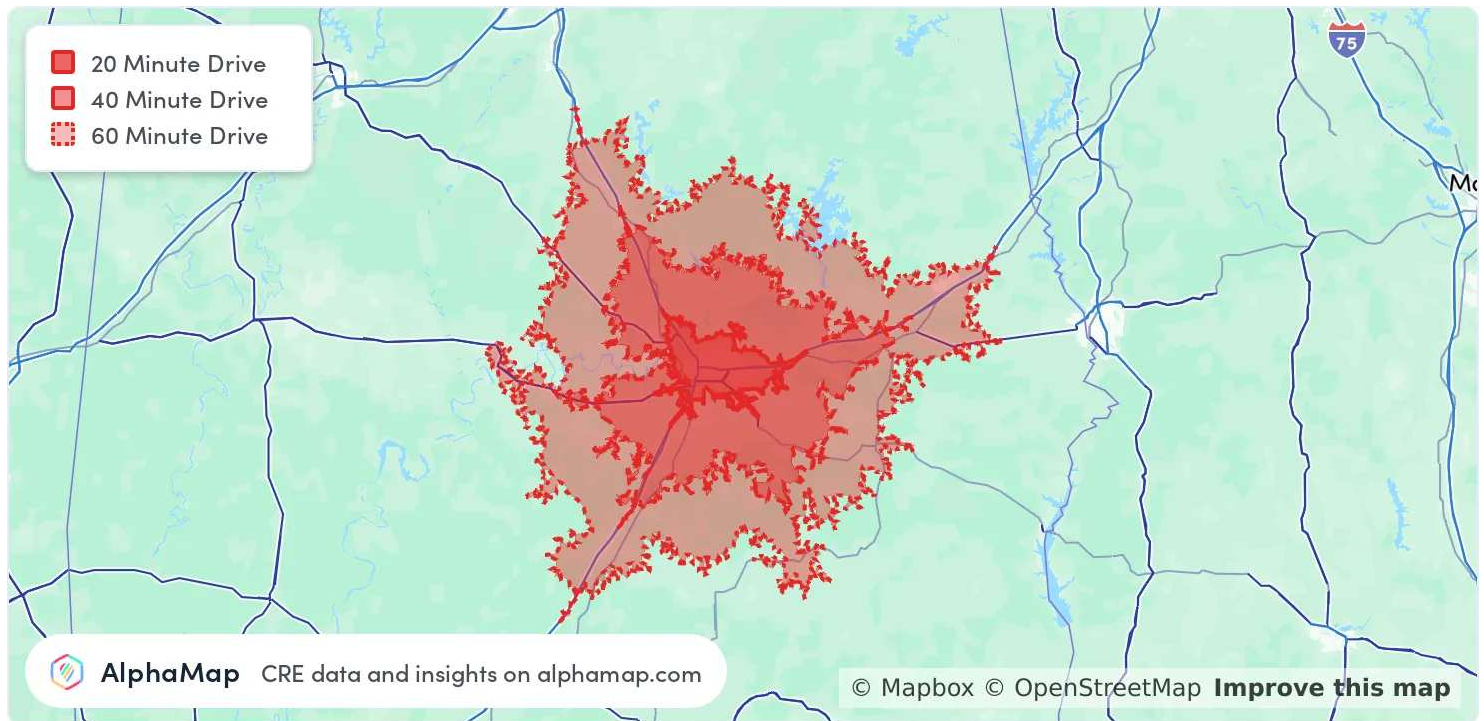 20 Minute Drive
40 Minute Drive
60 Minute Drive
75
AlphaMap CRE data and insights on alphamap.com
© Mapbox © OpenStreetMap Improve this map